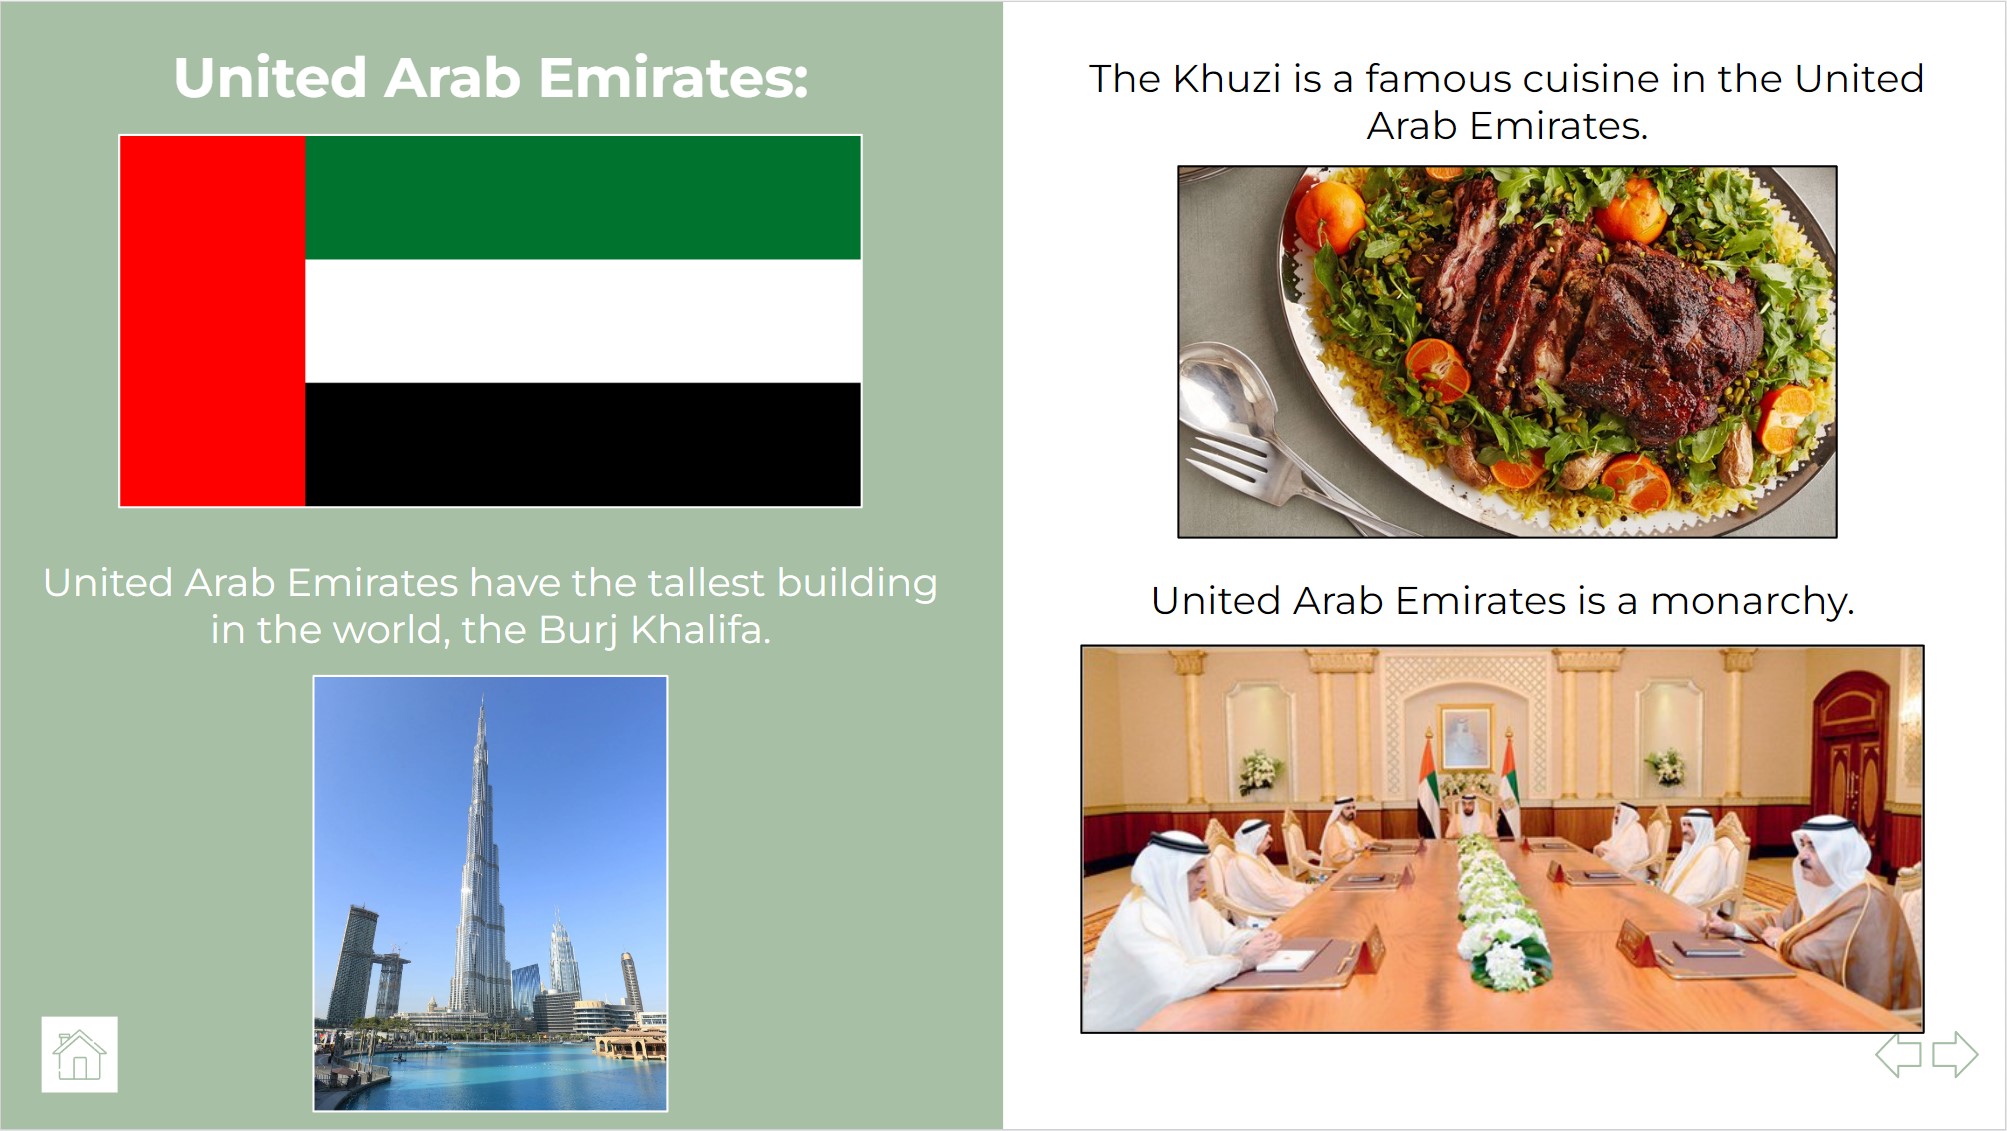 United Arab Emirates:
United Arab Emirates have the tallest building
in the world, the Burj Khalifa.
The Khuzi is a famous cuisine in the United
Arab Emirates.
United Arab Emirates is a monarchy.